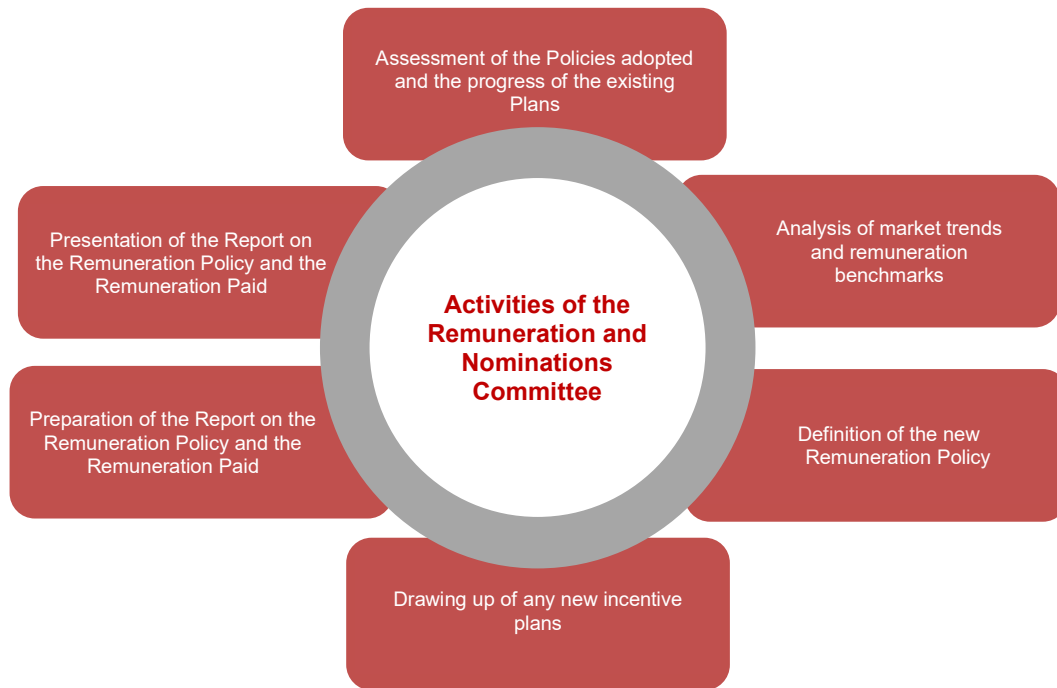 Assessment of the Policies adopted
and the progress of the existing
Plans
Analysis of market trends
and remuneration
benchmarks
Definition of the new
Remuneration Policy
Drawing up of any new incentive
plans
Preparation of the Report on the
Remuneration Policy and the
Remuneration Paid
Presentation of the Report on
the Remuneration Policy and the
Remuneration Paid
Activities of the
Remuneration and
Nominations
Committee